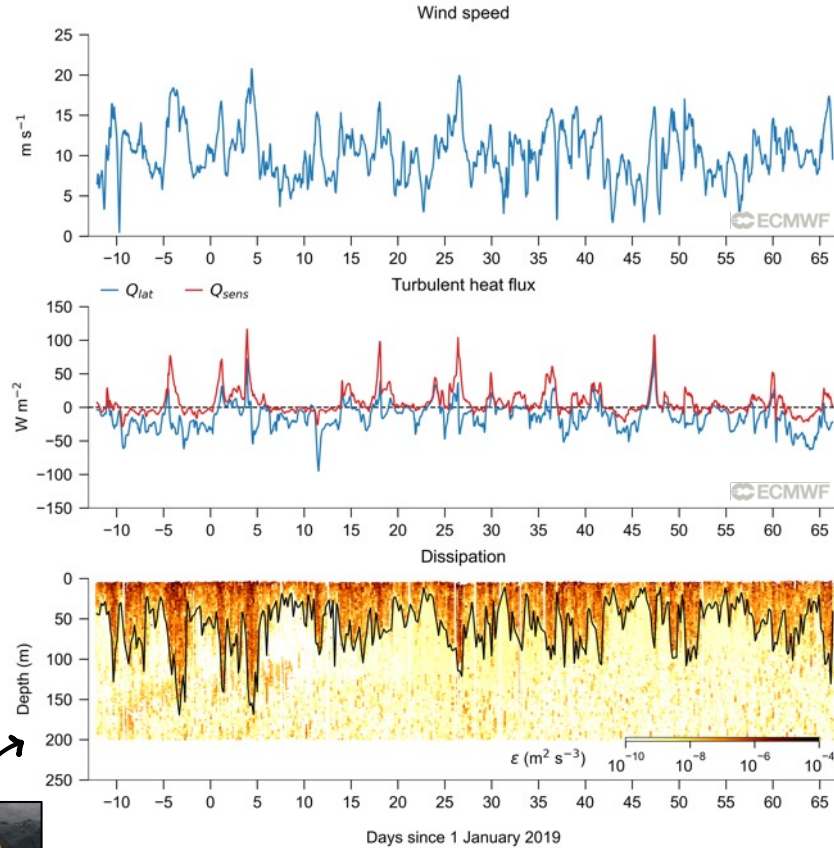 Wind speed
25
20
15
10
5
0
m s⁻¹
ECMWF
−10 −5 0 5 10 15 20 25 30 35 40 45 50 55 60 65
Q_lat Q_sens
Turbulent heat flux
150
100
50
0
−50
−100
−150
W m⁻²
ECMWF
−10 −5 0 5 10 15 20 25 30 35 40 45 50 55 60 65
Dissipation
0
50
100
150
200
250
Depth (m)
ε (m² s⁻³)
10⁻¹⁰ 10⁻⁸ 10⁻⁶ 10⁻⁴
−10 −5 0 5 10 15 20 25 30 35 40 45 50 55 60 65
Days since 1 January 2019